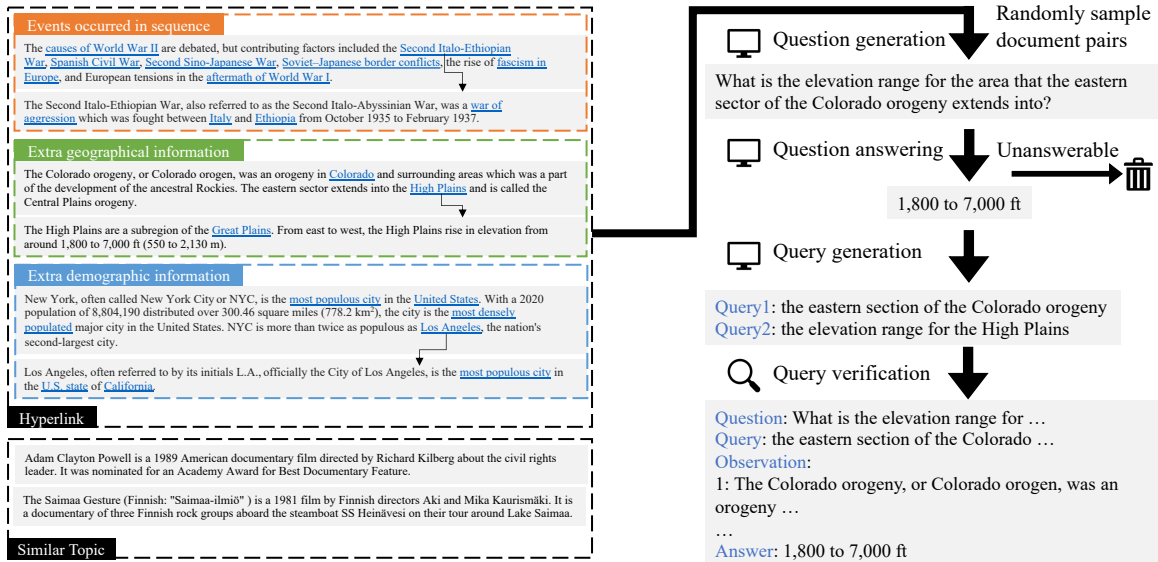 Events occurred in sequence
The causes of World War II are debated, but contributing factors included the Second Italo-Ethiopian
War, Spanish Civil War, Second Sino-Japanese War, Soviet–Japanese border conflicts, the rise of fascism in
Europe, and European tensions in the aftermath of World War I.
The Second Italo-Ethiopian War, also referred to as the Second Italo-Abyssinian War, was a war of
aggression which was fought between Italy and Ethiopia from October 1935 to February 1937.
Extra geographical information
The Colorado orogeny, or Colorado orogen, was an orogeny in Colorado and surrounding areas which was a part
of the development of the ancestral Rockies. The eastern sector extends into the High Plains and is called the
Central Plains orogeny.
The High Plains are a subregion of the Great Plains. From east to west, the High Plains rise in elevation from
around 1,800 to 7,000 ft (550 to 2,130 m).
Extra demographic information
New York, often called New York City or NYC, is the most populous city in the United States. With a 2020
population of 8,804,190 distributed over 300.46 square miles (778.2 km²), the city is the most densely
populated major city in the United States. NYC is more than twice as populous as Los Angeles, the nation's
second-largest city.
Los Angeles, often referred to by its initials L.A., officially the City of Los Angeles, is the most populous city in
the U.S. state of California.
Hyperlink
Adam Clayton Powell is a 1989 American documentary film directed by Richard Kilberg about the civil rights
leader. It was nominated for an Academy Award for Best Documentary Feature.
The Saimaa Gesture (Finnish: "Saimaa-ilmiö" ) is a 1981 film by Finnish directors Aki and Mika Kaurismäki. It is
a documentary of three Finnish rock groups aboard the steamboat SS Heinävesi on their tour around Lake Saimaa.
Similar Topic
Question generation
Randomly sample
document pairs
What is the elevation range for the area that the eastern
sector of the Colorado orogeny extends into?
Question answering
Unanswerable
1,800 to 7,000 ft
Query generation
Query1: the eastern section of the Colorado orogeny
Query2: the elevation range for the High Plains
Query verification
Question: What is the elevation range for …
Query: the eastern section of the Colorado …
Observation:
1: The Colorado orogeny, or Colorado orogen, was an
orogeny …
…
Answer: 1,800 to 7,000 ft